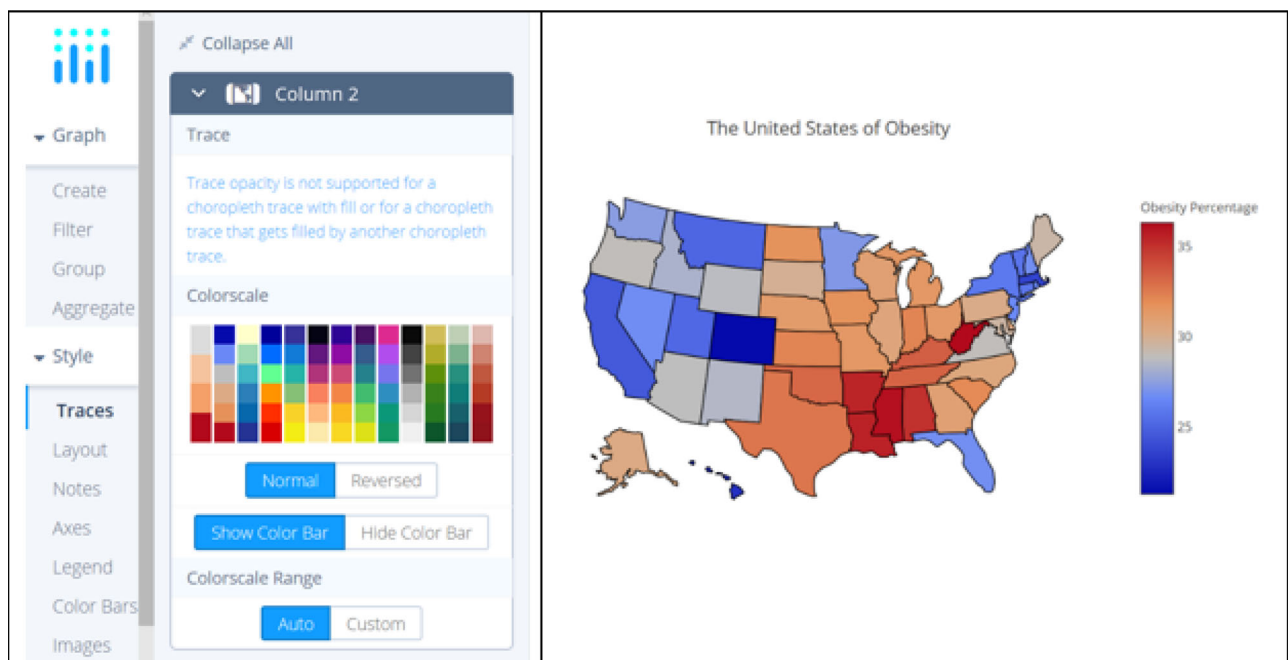 Collapse All
Column 2
Graph
Trace
Create
Filter
Group
Aggregate
Trace opacity is not supported for a
choropleth trace with fill or for a choropleth
trace that gets filled by another choropleth
trace.
Colorscale
Style
Traces
Layout
Notes
Axes
Legend
Color Bars
Images
Normal
Reversed
Show Color Bar
Hide Color Bar
Colorscale Range
Auto
Custom
The United States of Obesity
Obesity Percentage
35
30
25